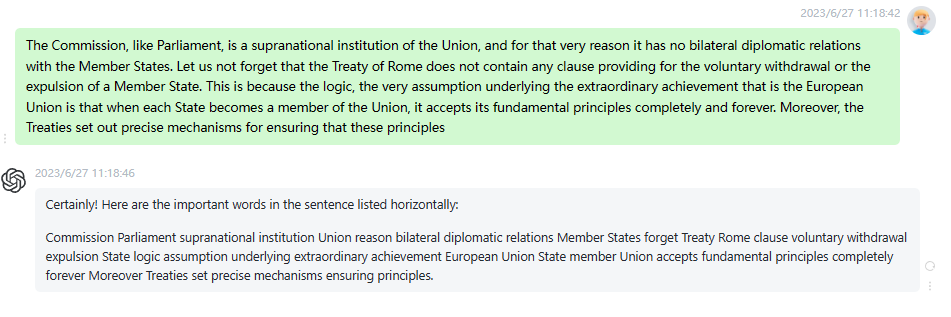 2023/6/27 11:18:42
The Commission, like Parliament, is a supranational institution of the Union, and for that very reason it has no bilateral diplomatic relations
with the Member States. Let us not forget that the Treaty of Rome does not contain any clause providing for the voluntary withdrawal or the
expulsion of a Member State. This is because the logic, the very assumption underlying the extraordinary achievement that is the European
Union is that when each State becomes a member of the Union, it accepts its fundamental principles completely and forever. Moreover, the
Treaties set out precise mechanisms for ensuring that these principles
2023/6/27 11:18:46
Certainly! Here are the important words in the sentence listed horizontally:
Commission Parliament supranational institution Union reason bilateral diplomatic relations Member States forget Treaty Rome clause voluntary withdrawal
expulsion State logic assumption underlying extraordinary achievement European Union State member Union accepts fundamental principles completely
forever Moreover Treaties set precise mechanisms ensuring principles.